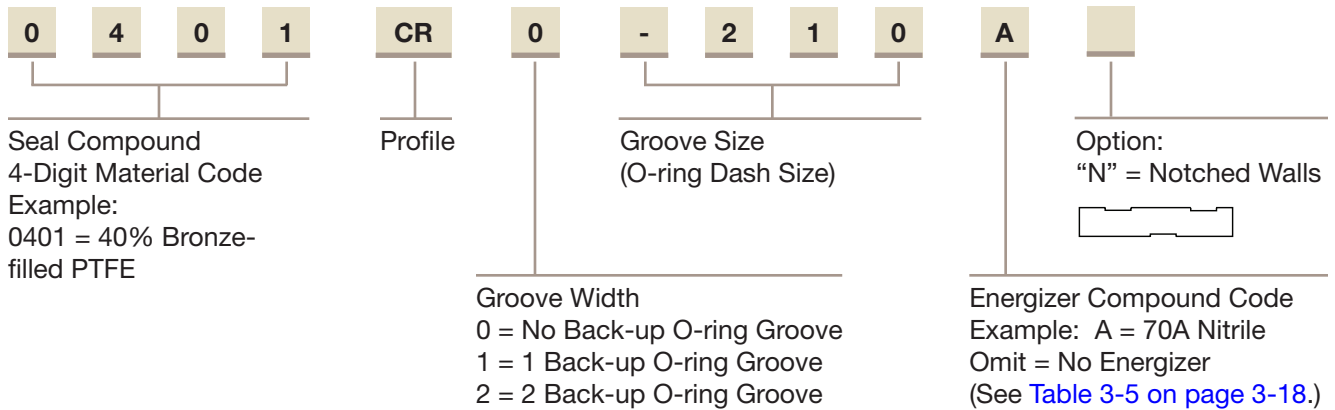 0 4 0 1 CR 0 - 2 1 0 A
Seal Compound
4-Digit Material Code
Example:
0401 = 40% Bronze-
filled PTFE
Profile
Groove Size
(O-ring Dash Size)
Option:
“N” = Notched Walls
Groove Width
0 = No Back-up O-ring Groove
1 = 1 Back-up O-ring Groove
2 = 2 Back-up O-ring Groove
Energizer Compound Code
Example:  A = 70A Nitrile
Omit = No Energizer
(See Table 3-5 on page 3-18.)